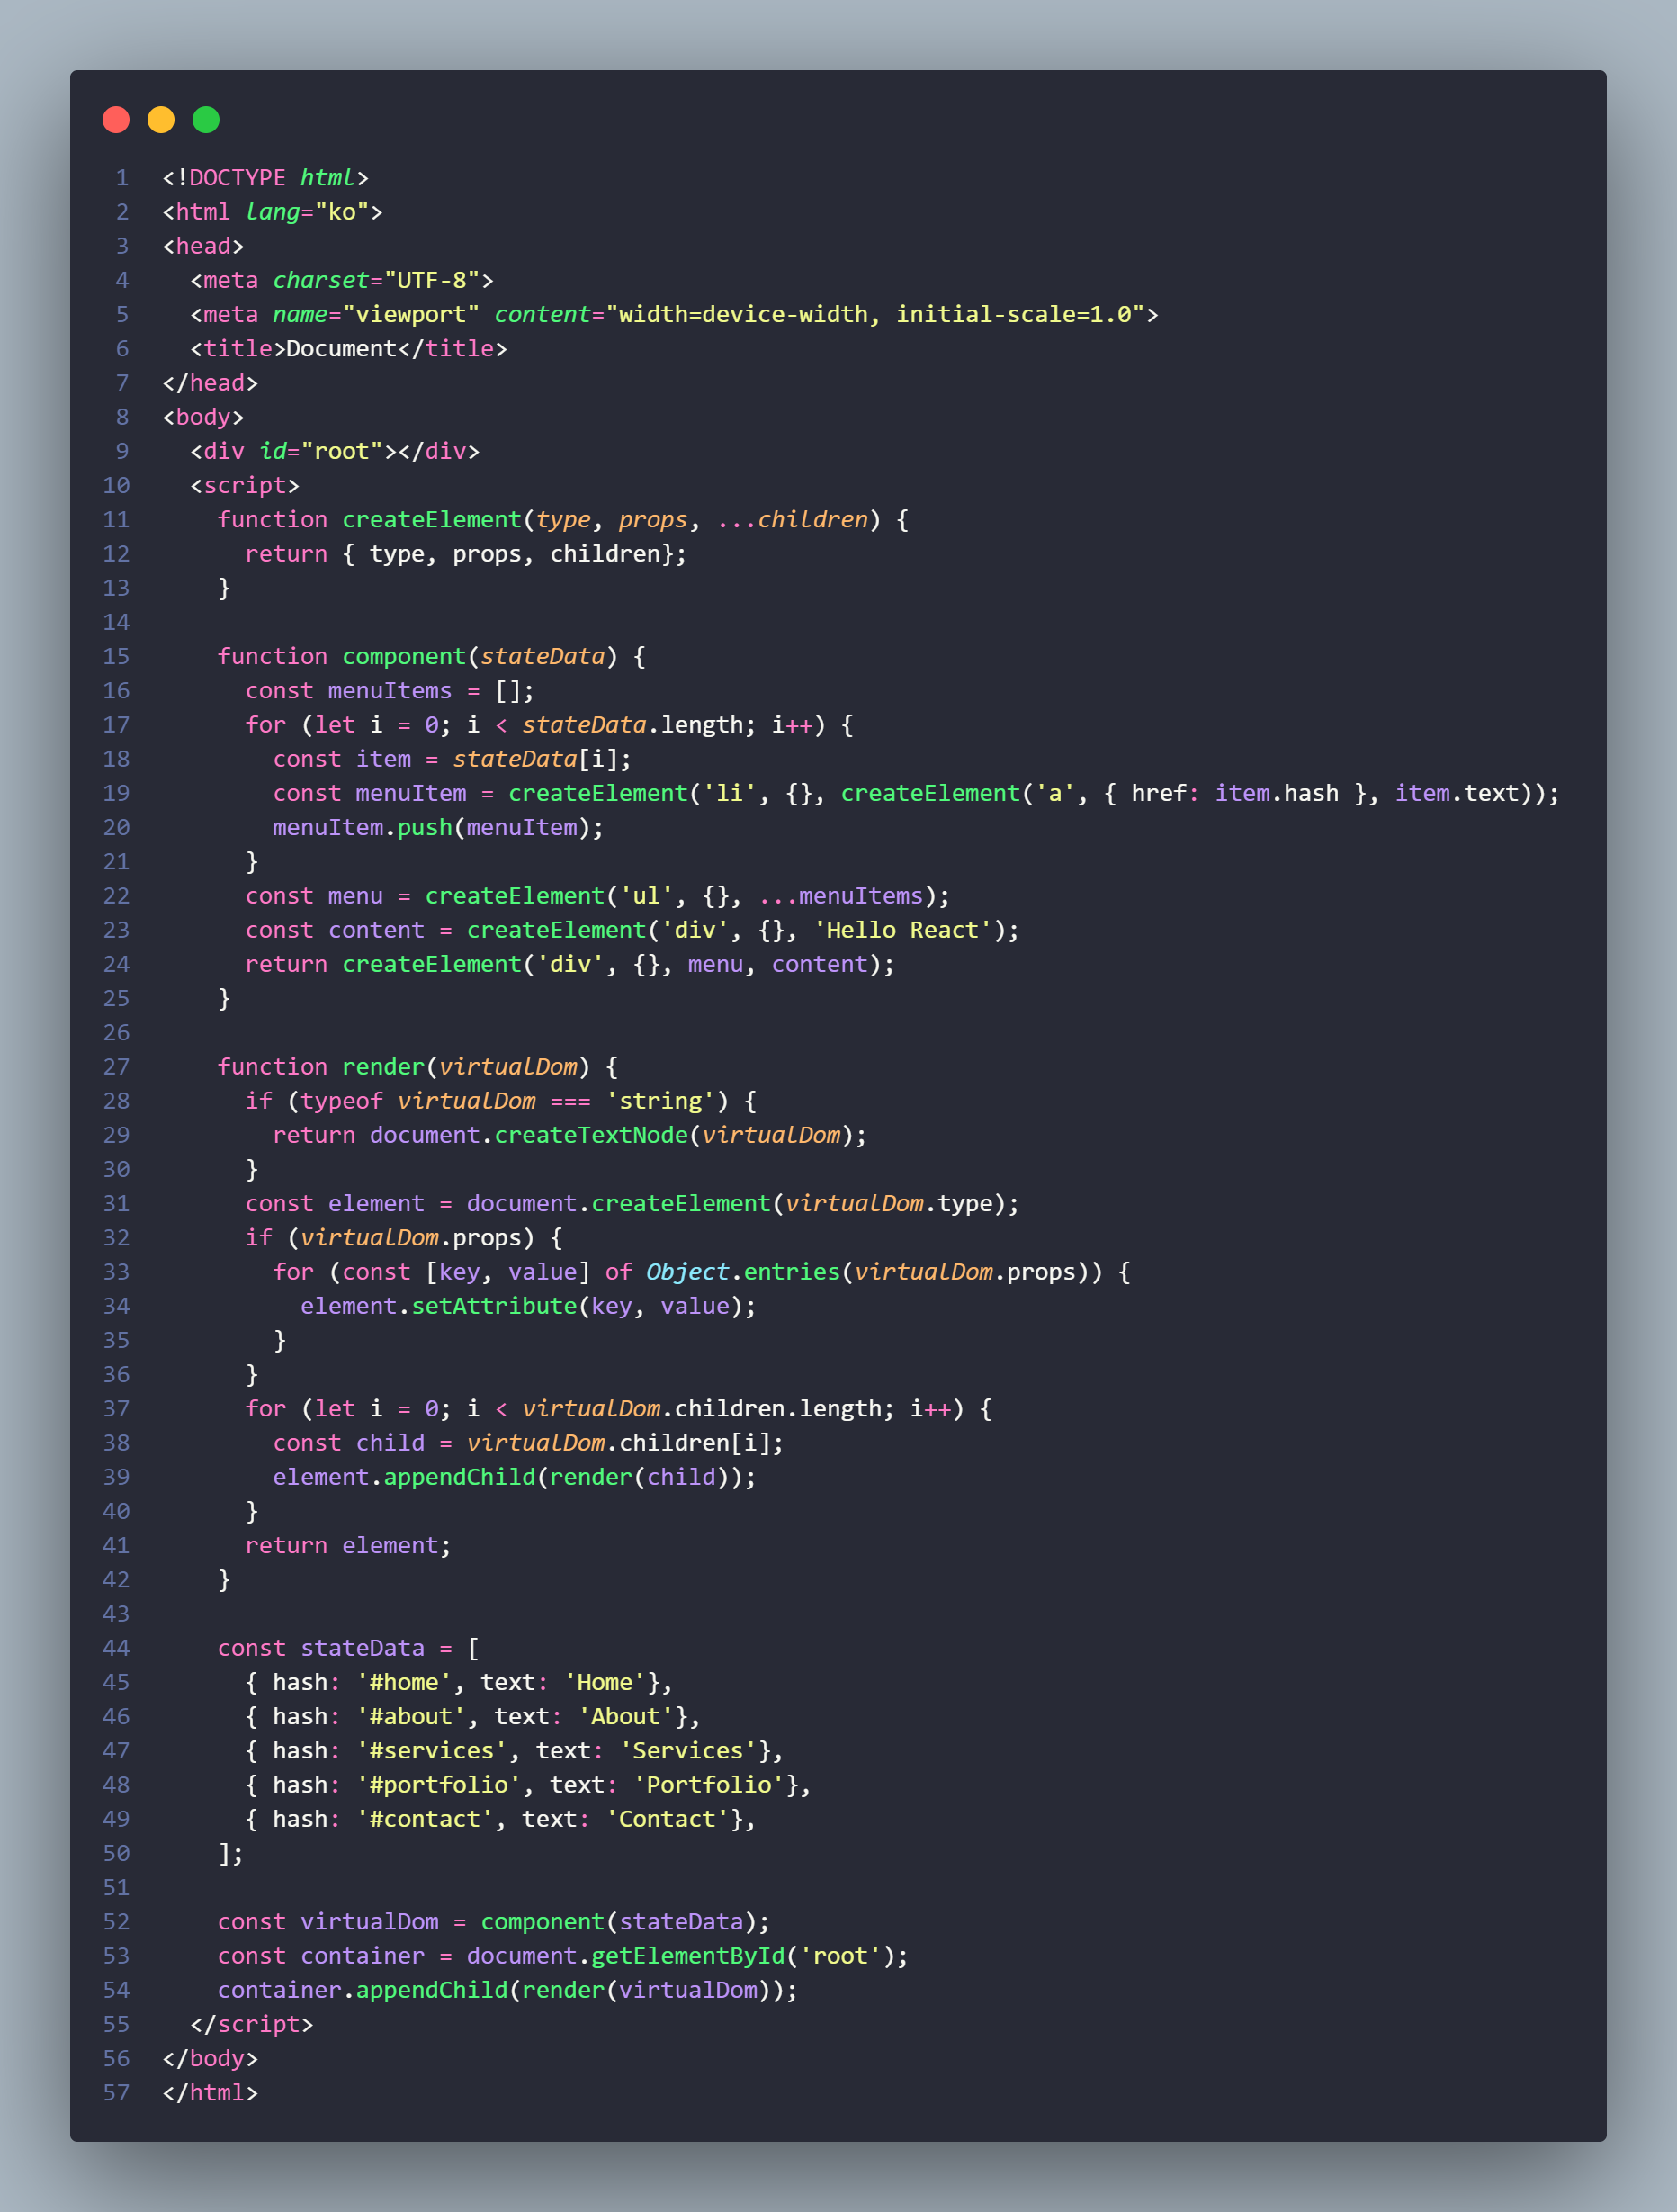 1 <!DOCTYPE html>
2 <html lang="ko">
3 <head>
4   <meta charset="UTF-8">
5   <meta name="viewport" content="width=device-width, initial-scale=1.0">
6   <title>Document</title>
7 </head>
8 <body>
9   <div id="root"></div>
10   <script>
11     function createElement(type, props, ...children) {
12       return { type, props, children};
13     }
14
15     function component(stateData) {
16       const menuItems = [];
17       for (let i = 0; i < stateData.length; i++) {
18         const item = stateData[i];
19         const menuItem = createElement('li', {}, createElement('a', { href: item.hash }, item.text));
20         menuItem.push(menuItem);
21       }
22       const menu = createElement('ul', {}, ...menuItems);
23       const content = createElement('div', {}, 'Hello React');
24       return createElement('div', {}, menu, content);
25     }
26
27     function render(virtualDom) {
28       if (typeof virtualDom === 'string') {
29         return document.createTextNode(virtualDom);
30       }
31       const element = document.createElement(virtualDom.type);
32       if (virtualDom.props) {
33         for (const [key, value] of Object.entries(virtualDom.props)) {
34           element.setAttribute(key, value);
35         }
36       }
37       for (let i = 0; i < virtualDom.children.length; i++) {
38         const child = virtualDom.children[i];
39         element.appendChild(render(child));
40       }
41       return element;
42     }
43
44     const stateData = [
45       { hash: '#home', text: 'Home'},
46       { hash: '#about', text: 'About'},
47       { hash: '#services', text: 'Services'},
48       { hash: '#portfolio', text: 'Portfolio'},
49       { hash: '#contact', text: 'Contact'},
50     ];
51
52     const virtualDom = component(stateData);
53     const container = document.getElementById('root');
54     container.appendChild(render(virtualDom));
55   </script>
56 </body>
57 </html>